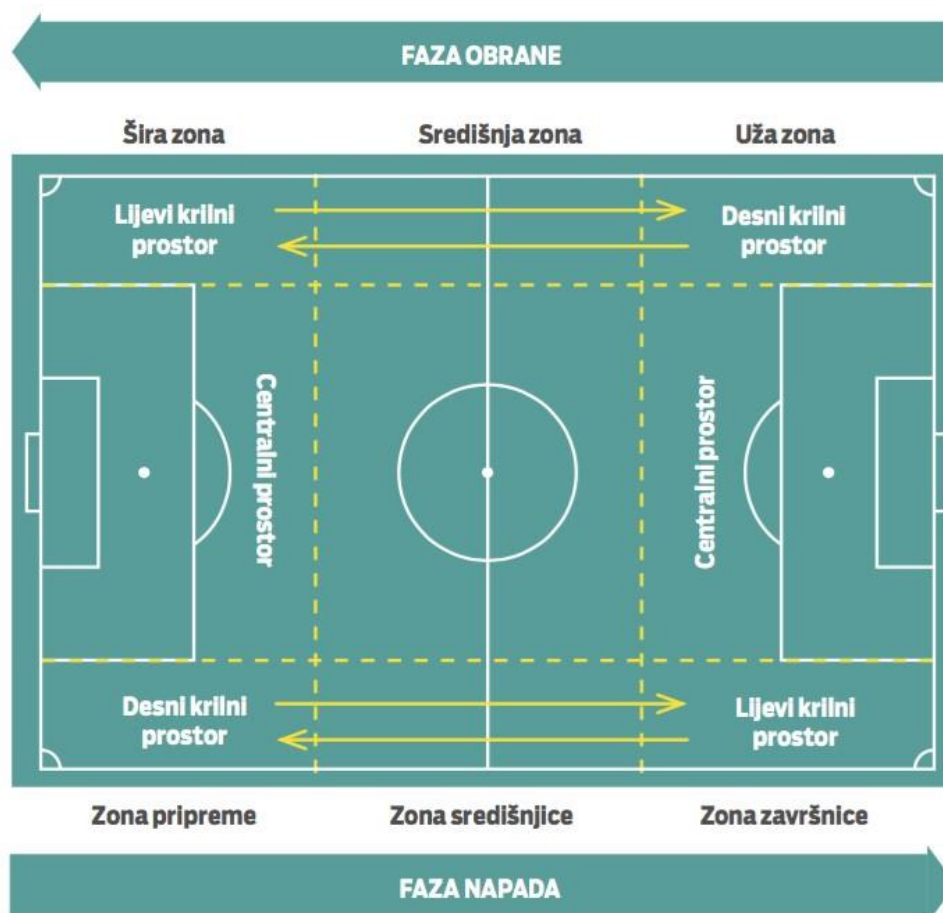 FAZA OBRANE
Šira zona
Središnja zona
Uža zona
Lijevi krilni
prostor
Desni krilni
prostor
Centralni prostor
Centralni prostor
Desni krilni
prostor
Lijevi krilni
prostor
Zona pripreme
Zona središnjice
Zona završnice
FAZA NAPADA